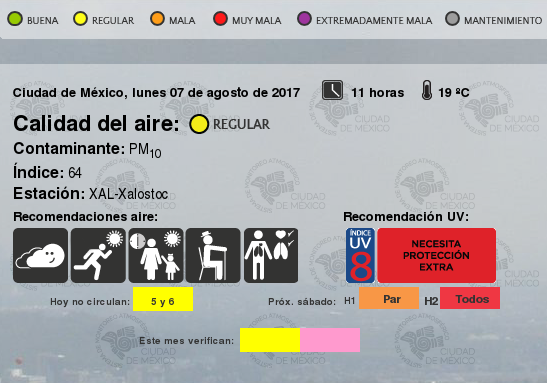 BUENA REGULAR MALA MUY MALA EXTREMADAMENTE MALA MANTENIMIENTO
Ciudad de México, lunes 07 de agosto de 2017 11 horas 19 ºC
Calidad del aire: REGULAR
Contaminante: PM10
Índice: 64
Estación: XAL-Xalostoc
Recomendaciones aire: Recomendación UV:
ÍNDICE
UV
8
NECESITA
PROTECCIÓN
EXTRA
Hoy no circulan: 5 y 6 Próx. sábado: H1 Par H2 Todos
Este mes verifican:
CIUDAD
DE MÉXICO